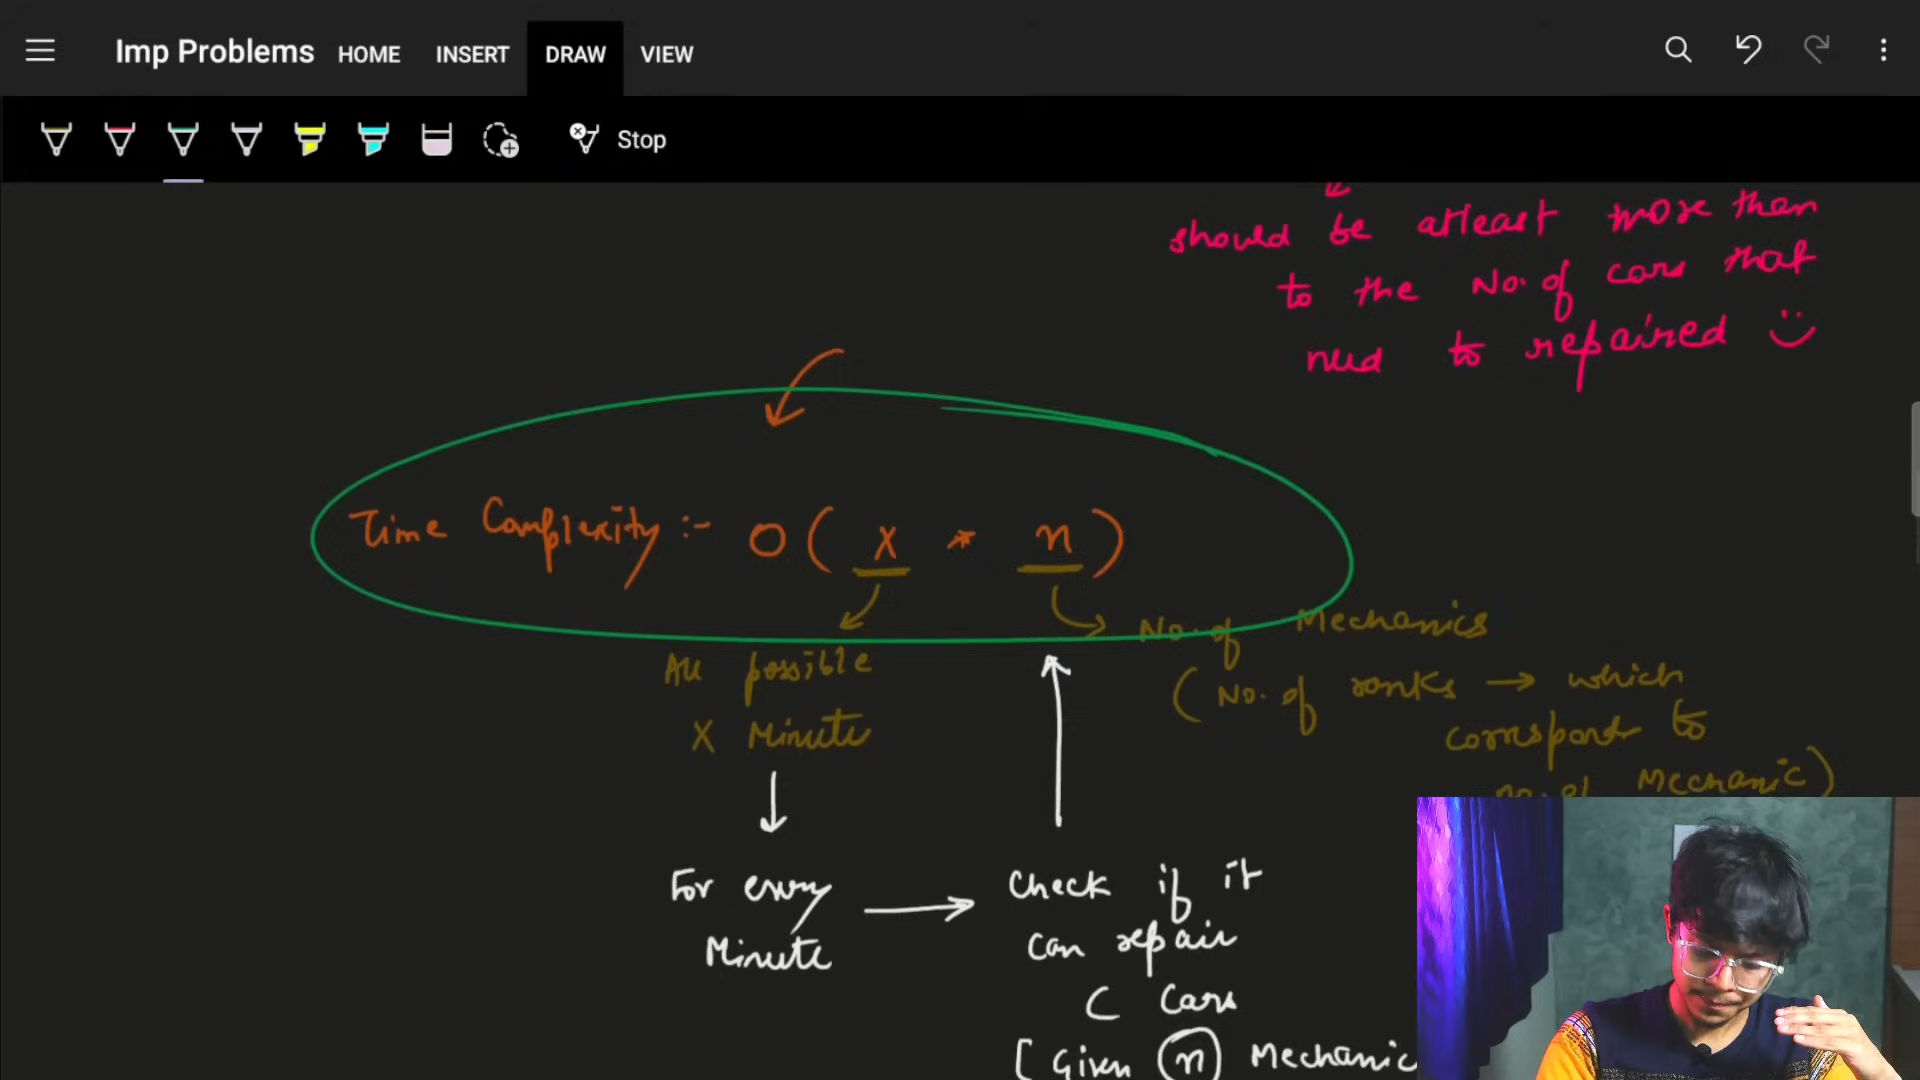 Imp Problems HOME INSERT DRAW VIEW
Stop
should be atleast more than
to the No. of cars that
need to repaired
Time Complexity :- O ( X * n )
No. of Mechanics
All possible
(No. of ranks → which
X Minute
correspond to
no. of Mechanic)
For every
Minute
Check if it
can repair
C Cars
[Given n Mechanic